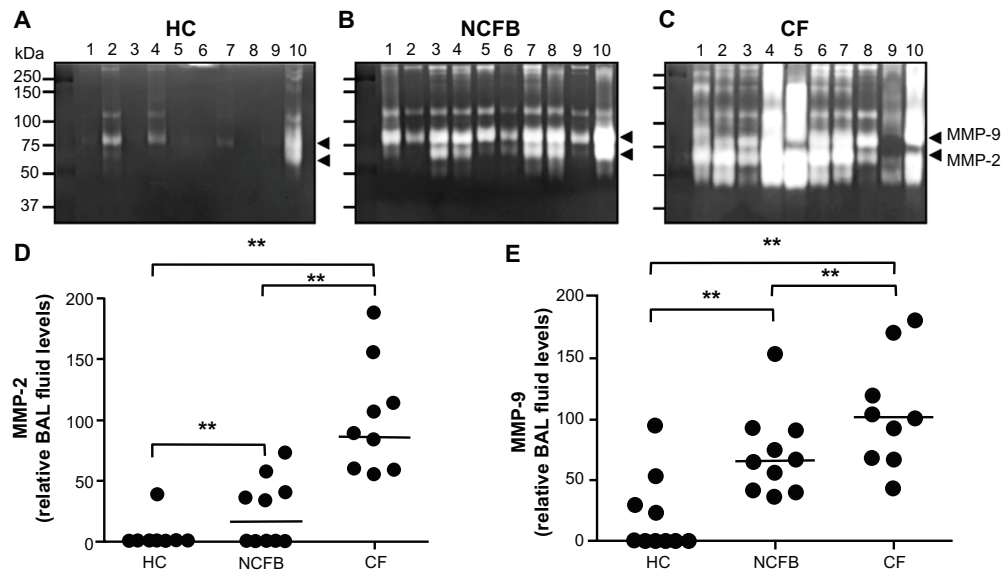 A HC B NCFB C CF
kDa 1 2 3 4 5 6 7 8 9 10 1 2 3 4 5 6 7 8 9 10 1 2 3 4 5 6 7 8 9 10
250
150
100
75
50
37
MMP-9
MMP-2
D
MMP-2
(relative BAL fluid levels)
200
150
100
50
0
**
**
**
HC NCFB CF
E
MMP-9
(relative BAL fluid levels)
200
150
100
50
0
**
**
**
HC NCFB CF